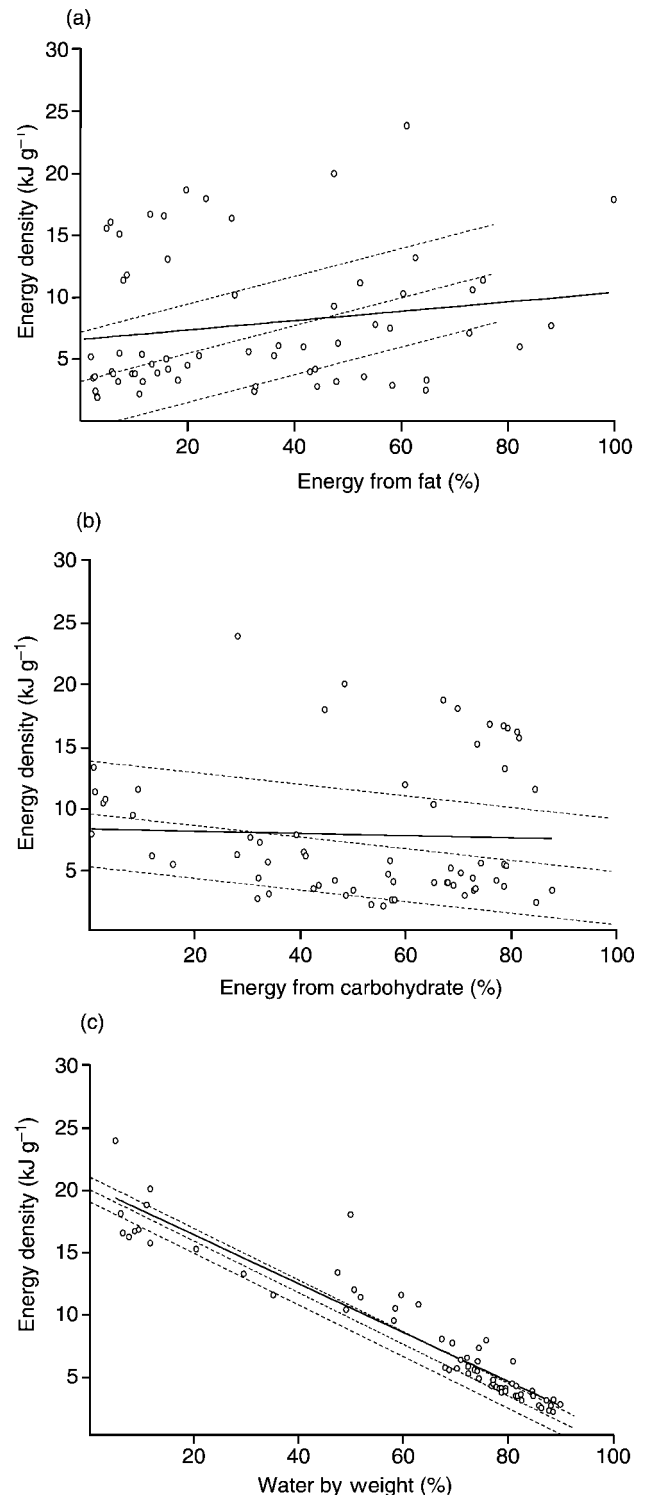 (a)
30
25
20
15
10
5
Energy density (kJ g⁻¹)
20 40 60 80 100
Energy from fat (%)
(b)
30
25
20
15
10
5
Energy density (kJ g⁻¹)
20 40 60 80 100
Energy from carbohydrate (%)
(c)
30
25
20
15
10
5
Energy density (kJ g⁻¹)
20 40 60 80 100
Water by weight (%)